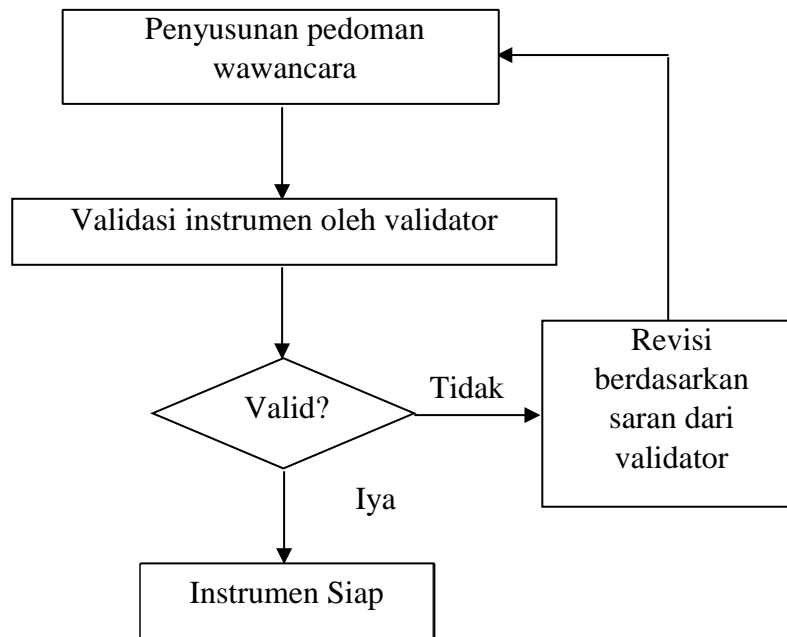 Penyusunan pedoman
wawancara
Validasi instrumen oleh validator
Valid?
Tidak
Revisi
berdasarkan
saran dari
validator
Iya
Instrumen Siap